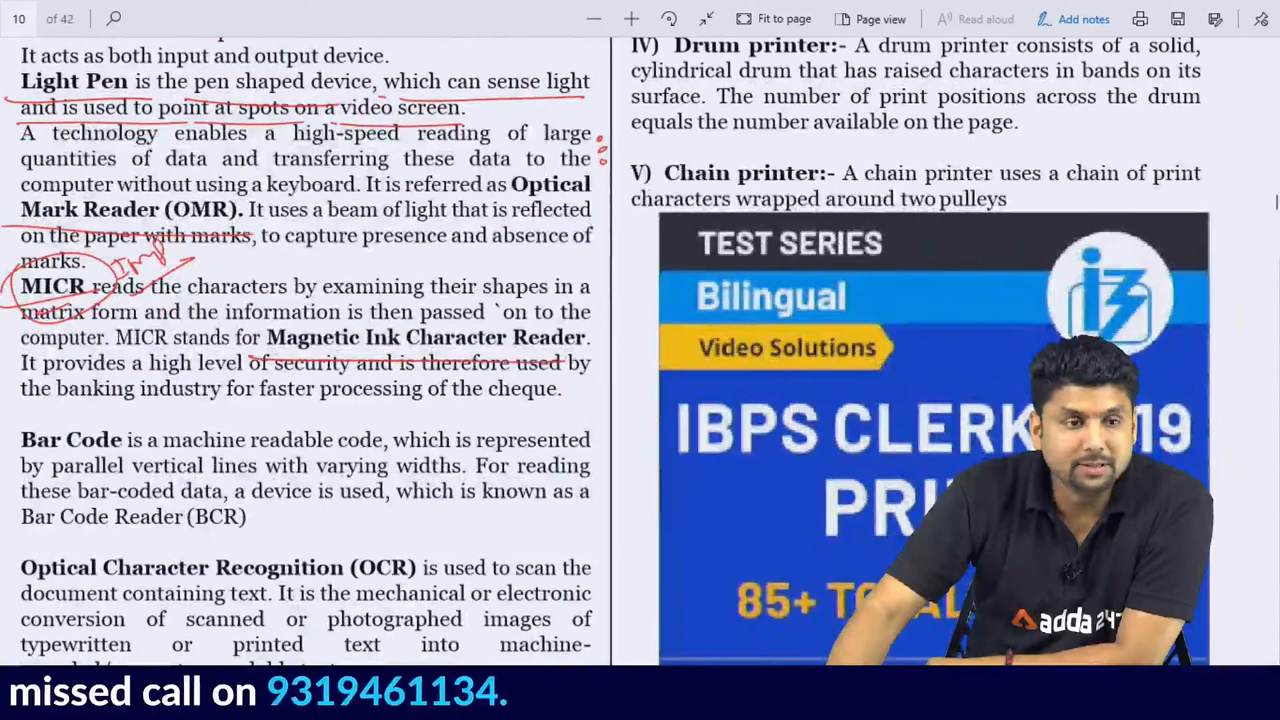 10 of 42
Fit to page
Page view
Read aloud
Add notes
It acts as both input and output device.
Light Pen is the pen shaped device, which can sense light
and is used to point at spots on a video screen.
A technology enables a high-speed reading of large
quantities of data and transferring these data to the
computer without using a keyboard. It is referred as Optical
Mark Reader (OMR). It uses a beam of light that is reflected
on the paper with marks, to capture presence and absence of
marks.
Imp
MICR reads the characters by examining their shapes in a
matrix form and the information is then passed `on to the
computer. MICR stands for Magnetic Ink Character Reader.
It provides a high level of security and is therefore used by
the banking industry for faster processing of the cheque.
Bar Code is a machine readable code, which is represented
by parallel vertical lines with varying widths. For reading
these bar-coded data, a device is used, which is known as a
Bar Code Reader (BCR)
Optical Character Recognition (OCR) is used to scan the
document containing text. It is the mechanical or electronic
conversion of scanned or photographed images of
typewritten or printed text into machine-
IV) Drum printer:- A drum printer consists of a solid,
cylindrical drum that has raised characters in bands on its
surface. The number of print positions across the drum
equals the number available on the page.
V) Chain printer:- A chain printer uses a chain of print
characters wrapped around two pulleys
TEST SERIES
Bilingual
Video Solutions
IBPS CLERK 19
PRE
85+ TOTAL
adda 247
missed call on 9319461134.